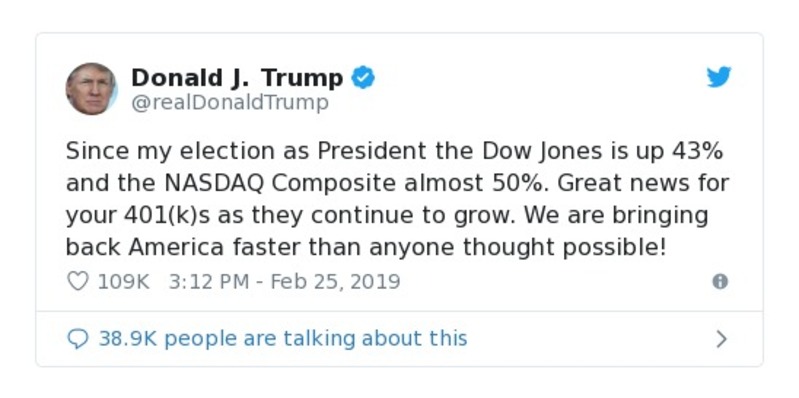 Donald J. Trump
@realDonaldTrump
Since my election as President the Dow Jones is up 43%
and the NASDAQ Composite almost 50%. Great news for
your 401(k)s as they continue to grow. We are bringing
back America faster than anyone thought possible!
109K 3:12 PM - Feb 25, 2019
38.9K people are talking about this